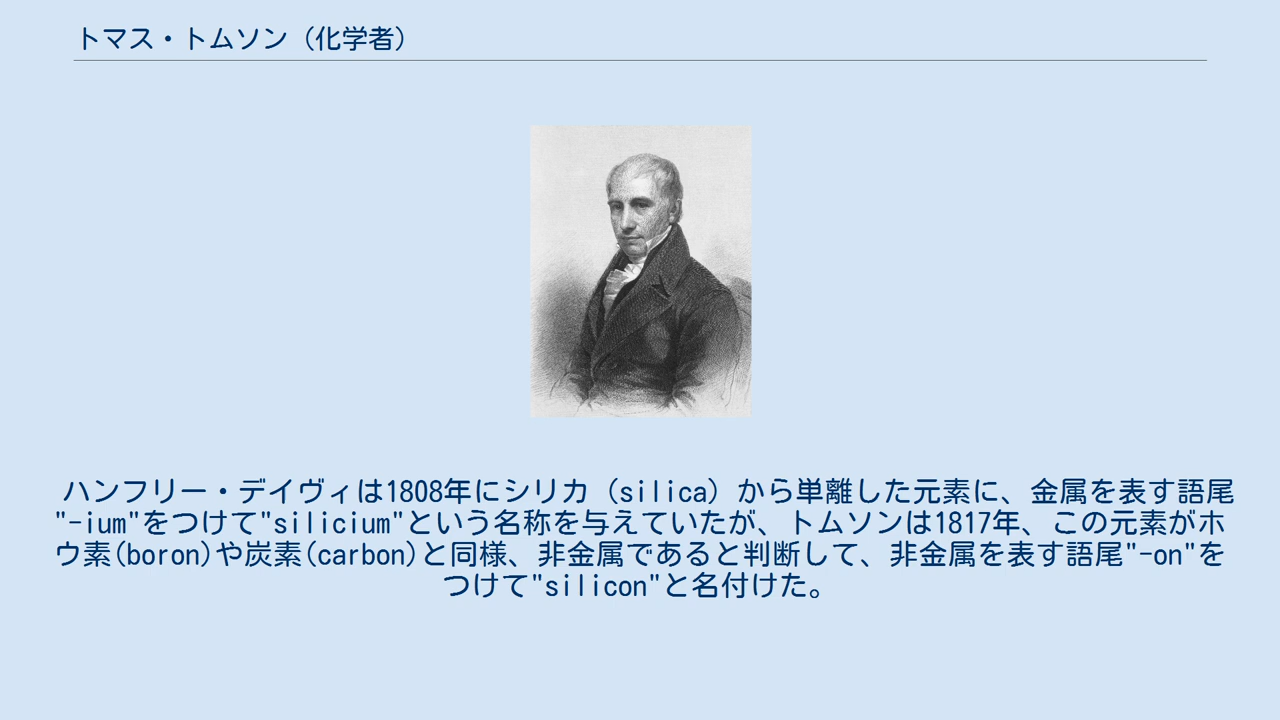 トマス・トムソン（化学者）
ハンフリー・デイヴィは1808年にシリカ（silica）から単離した元素に、金属を表す語尾
"-ium"をつけて"silicium"という名称を与えていたが、トムソンは1817年、この元素がホ
ウ素(boron)や炭素(carbon)と同様、非金属であると判断して、非金属を表す語尾"-on"を
つけて"silicon"と名付けた。